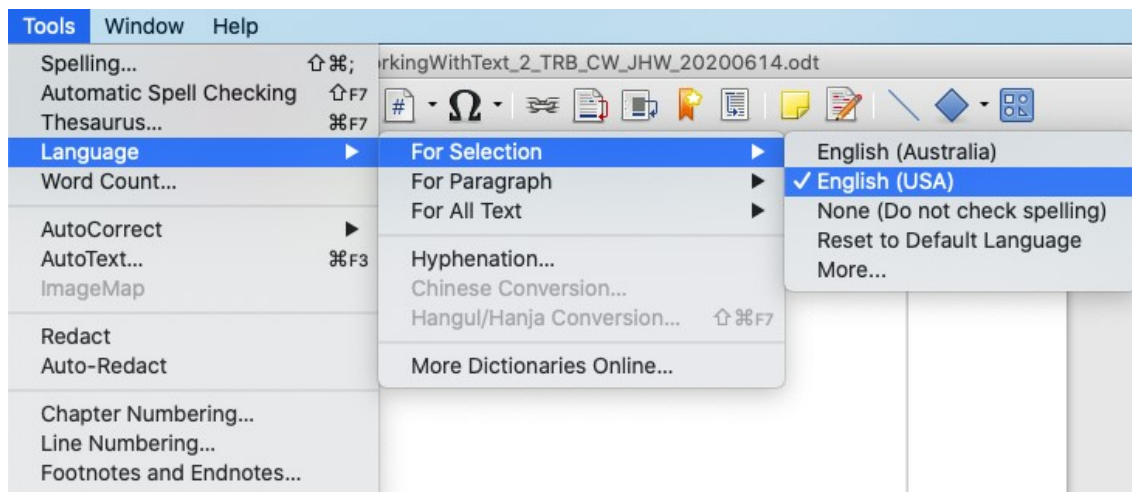 Tools Window Help
rkingWithText_2_TRB_CW_JHW_20200614.odt
Spelling... ⇧⌘;
Automatic Spell Checking ⇧F7
Thesaurus... ⌘F7
Language ▶
Word Count...
AutoCorrect ▶
AutoText... ⌘F3
ImageMap
Redact
Auto-Redact
Chapter Numbering...
Line Numbering...
Footnotes and Endnotes...
# Ω
For Selection ▶
For Paragraph ▶
For All Text ▶
Hyphenation...
Chinese Conversion...
Hangul/Hanja Conversion... ⇧⌘F7
More Dictionaries Online...
English (Australia)
✓ English (USA)
None (Do not check spelling)
Reset to Default Language
More...